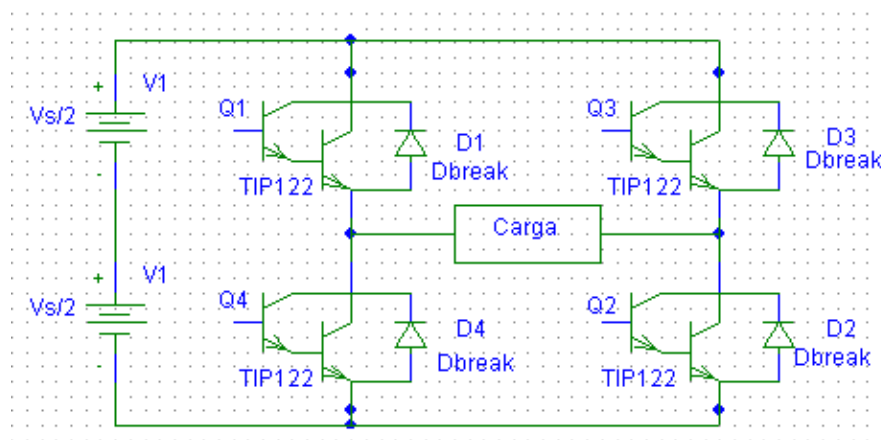 +
V1
Vs/2
-
Q1
TIP122
D1
Dbreak
Q3
TIP122
D3
Dbreak
Carga
+
V1
Vs/2
-
Q4
TIP122
D4
Dbreak
Q2
TIP122
D2
Dbreak